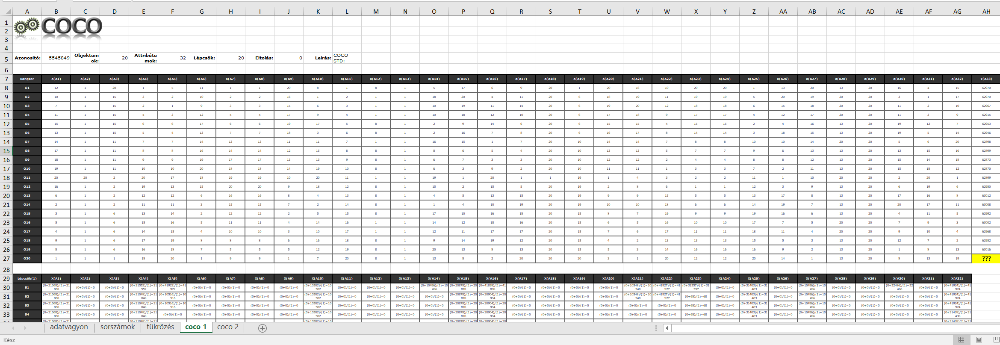 A B C D E F G H I J K L M N O P Q R S T U V W X Y Z AA AB AC AD AE AF AG AH
1 COCO
2
3
4
5 Azonosító: 5545849 Objektumok: 20 Attribútumok: 32 Lépcsôk: 20 Eltolás: 0 Leírás: COCO STD:
6
7 Rangsor X(A1) X(A2) X(A3) X(A4) X(A5) X(A6) X(A7) X(A8) X(A9) X(A10) X(A11) X(A12) X(A13) X(A14) X(A15) X(A16) X(A17) X(A18) X(A19) X(A20) X(A21) X(A22) X(A23) X(A24) X(A25) X(A26) X(A27) X(A28) X(A29) X(A30) X(A31) X(A32) Y(A33)
8 O1 12 1 20 1 5 11 1 1 20 8 1 8 1 5 17 6 9 20 1 20 16 10 20 20 1 13 20 13 20 16 4 15 62970
9 O2 10 1 15 3 2 10 2 2 16 1 2 1 1 18 20 4 11 20 6 18 19 11 19 19 5 20 19 20 20 3 1 17 62970
10 O3 7 1 15 2 1 9 3 3 15 6 3 1 1 10 19 11 14 20 6 19 20 12 18 18 6 15 18 20 20 11 2 10 62967
11 O4 11 1 15 4 3 12 4 4 17 9 4 1 1 10 18 12 10 20 6 17 18 9 17 17 4 12 17 20 20 11 3 9 62915
12 O5 15 1 15 6 6 17 6 6 19 17 5 8 1 2 9 14 6 20 6 15 15 4 15 15 2 4 16 13 20 19 12 7 62953
13 O6 13 1 15 5 4 13 7 7 18 3 6 8 1 2 16 7 8 20 6 16 17 8 14 14 3 18 15 13 20 19 5 14 62946
14 O7 14 1 11 7 7 14 13 13 11 11 7 1 1 16 15 1 7 20 10 14 14 7 8 8 10 10 14 20 20 5 6 20 62898
15 O8 17 1 11 8 8 16 14 14 12 15 8 8 1 8 6 5 4 20 10 13 13 5 7 7 9 6 13 13 20 13 15 16 62899
16 O9 18 1 11 9 9 19 17 17 13 13 9 8 1 6 7 3 3 20 10 12 12 2 4 4 8 8 12 13 20 15 14 18 62873
17 O10 19 1 11 10 10 20 18 18 14 19 10 8 1 6 3 9 2 20 10 11 11 1 3 3 7 2 11 13 20 15 18 12 62870
18 O11 20 20 2 20 17 18 19 19 10 20 11 1 1 19 1 20 1 1 19 1 4 3 2 2 11 1 10 20 20 2 20 1 62899
19 O12 16 1 2 19 13 15 20 20 9 18 12 8 1 15 2 15 5 20 19 2 8 6 1 1 12 3 9 13 20 6 19 6 62980
20 O13 6 1 2 12 12 6 16 16 8 4 13 8 1 4 5 13 15 20 19 9 9 15 5 5 13 17 8 13 20 17 16 8 63012
21 O14 2 1 2 11 11 3 15 15 7 2 14 8 1 1 4 10 19 20 19 10 10 18 6 6 14 19 7 13 20 20 17 11 63008
22 O15 3 1 6 13 14 2 12 12 2 5 15 8 1 17 10 16 18 20 15 8 7 19 9 9 19 16 6 13 20 4 11 5 62992
23 O16 5 1 6 15 16 5 11 11 4 14 16 1 1 14 12 18 16 20 15 6 5 16 10 10 17 7 5 20 20 7 9 3 63002
24 O17 4 1 6 14 15 4 10 10 3 10 17 1 1 12 11 17 17 20 15 7 6 17 11 11 18 11 4 20 20 9 10 4 62968
25 O18 9 1 6 17 19 8 8 8 6 16 18 8 1 9 14 19 12 20 15 4 2 13 13 13 15 5 3 13 20 12 7 2 62982
26 O19 8 1 6 16 18 7 5 5 5 12 19 8 1 20 13 8 13 20 15 5 3 14 16 16 16 9 2 13 20 1 8 13 63016
27 O20 1 1 1 18 20 1 9 9 1 7 20 8 1 13 8 2 20 20 20 3 1 20 12 12 20 14 1 13 20 8 13 19 ???
28
29 Lépcsôk(1) X(A1) X(A2) X(A3) X(A4) X(A5) X(A6) X(A7) X(A8) X(A9) X(A10) X(A11) X(A12) X(A13) X(A14) X(A15) X(A16) X(A17) X(A18) X(A19) X(A20) X(A21) X(A22) X(A23) X(A24) X(A25) X(A26) X(A27) X(A28) X(A29) X(A30) X(A31) X(A32)
30 S1 (0+21068)/(1)=21068 (0+0)/(1)=0 (0+0)/(1)=0 (0+31552)/(1)=31552 (0+41922)/(1)=41922 (0+0)/(1)=0 (0+0)/(1)=0 (0+0)/(1)=0 (0+0)/(1)=0 (0+10502)/(1)=10502 (0+0)/(1)=0 (0+0)/(1)=0 (0+0)/(1)=0 (0+10496)/(1)=10496 (0+20878)/(1)=20878 (0+41898)/(1)=41898 (0+0)/(1)=0 (0+0)/(1)=0 (0+0)/(1)=0 (0+0)/(1)=0 (0+10548)/(1)=10548 (0+41927)/(1)=41927 (0+31557)/(1)=31557 (0+0)/(1)=0 (0+31403)/(1)=31403 (0+0)/(1)=0 (0+10496)/(1)=10496 (0+0)/(1)=0 (0+0)/(1)=0 (0+52486)/(1)=52486 (0+0)/(1)=0 (0+41924)/(1)=41924
31 S2 (0+21068)/(1)=21068 (0+0)/(1)=0 (0+0)/(1)=0 (0+21048)/(1)=21048 (0+10516)/(1)=10516 (0+0)/(1)=0 (0+0)/(1)=0 (0+0)/(1)=0 (0+0)/(1)=0 (0+10502)/(1)=10502 (0+0)/(1)=0 (0+0)/(1)=0 (0+0)/(1)=0 (0+0)/(1)=0 (0+20878)/(1)=20878 (0+20904)/(1)=20904 (0+0)/(1)=0 (0+0)/(1)=0 (0+0)/(1)=0 (0+0)/(1)=0 (0+10548)/(1)=10548 (0+41927)/(1)=41927 (0+68)/(1)=68 (0+0)/(1)=0 (0+31403)/(1)=31403 (0+0)/(1)=0 (0+10496)/(1)=10496 (0+0)/(1)=0 (0+0)/(1)=0 (0+0)/(1)=0 (0+0)/(1)=0 (0+41924)/(1)=41924
32 S3 (0+21068)/(1)=21068 (0+0)/(1)=0 (0+0)/(1)=0 (0+21048)/(1)=21048 (0+10516)/(1)=10516 (0+0)/(1)=0 (0+0)/(1)=0 (0+0)/(1)=0 (0+0)/(1)=0 (0+10502)/(1)=10502 (0+0)/(1)=0 (0+0)/(1)=0 (0+0)/(1)=0 (0+0)/(1)=0 (0+20878)/(1)=20878 (0+20904)/(1)=20904 (0+0)/(1)=0 (0+0)/(1)=0 (0+0)/(1)=0 (0+0)/(1)=0 (0+0)/(1)=0 (0+0)/(1)=0 (0+68)/(1)=68 (0+0)/(1)=0 (0+31403)/(1)=31403 (0+0)/(1)=0 (0+10496)/(1)=10496 (0+0)/(1)=0 (0+0)/(1)=0 (0+0)/(1)=0 (0+0)/(1)=0 (0+41924)/(1)=41924
33 S4 (0+21068)/(1)=21068 (0+0)/(1)=0 (0+0)/(1)=0 (0+21048)/(1)=21048 (0+0)/(1)=0 (0+0)/(1)=0 (0+0)/(1)=0 (0+0)/(1)=0 (0+0)/(1)=0 (0+10502)/(1)=10502 (0+0)/(1)=0 (0+0)/(1)=0 (0+0)/(1)=0 (0+0)/(1)=0 (0+20878)/(1)=20878 (0+20904)/(1)=20904 (0+0)/(1)=0 (0+0)/(1)=0 (0+0)/(1)=0 (0+0)/(1)=0 (0+0)/(1)=0 (0+0)/(1)=0 (0+68)/(1)=68 (0+0)/(1)=0 (0+31403)/(1)=31403 (0+0)/(1)=0 (0+10496)/(1)=10496 (0+0)/(1)=0 (0+0)/(1)=0 (0+0)/(1)=0 (0+0)/(1)=0 (0+31438)/(1)=31438
adatvagyon sorszámok tükrözés coco 1 coco 2
Kész